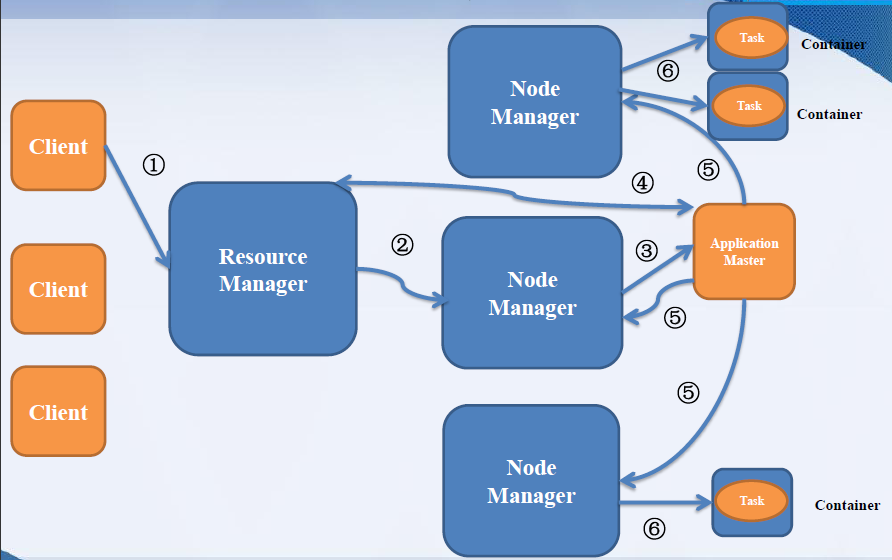 Client
①
Client
Client
Resource
Manager
②
Node
Manager
⑥
Task
Container
Task
Container
⑤
④
Node
Manager
③
⑤
Application
Master
⑤
Node
Manager
⑥
Task
Container